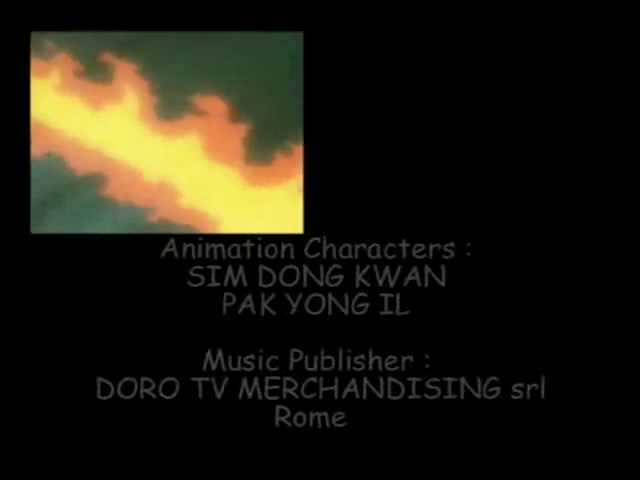 Animation Characters :
SIM DONG KWAN
PAK YONG IL
Music Publisher :
DORO TV MERCHANDISING srl
Rome